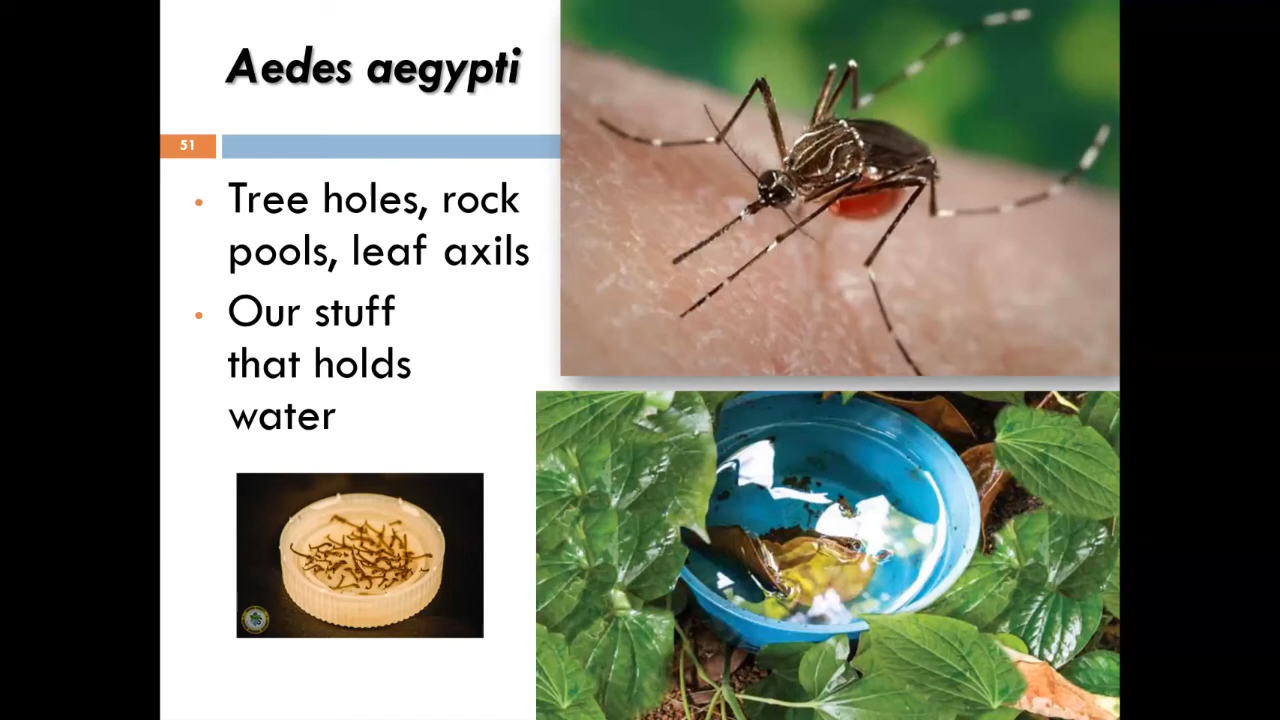 Aedes aegypti
51
• Tree holes, rock
pools, leaf axils
• Our stuff
that holds
water